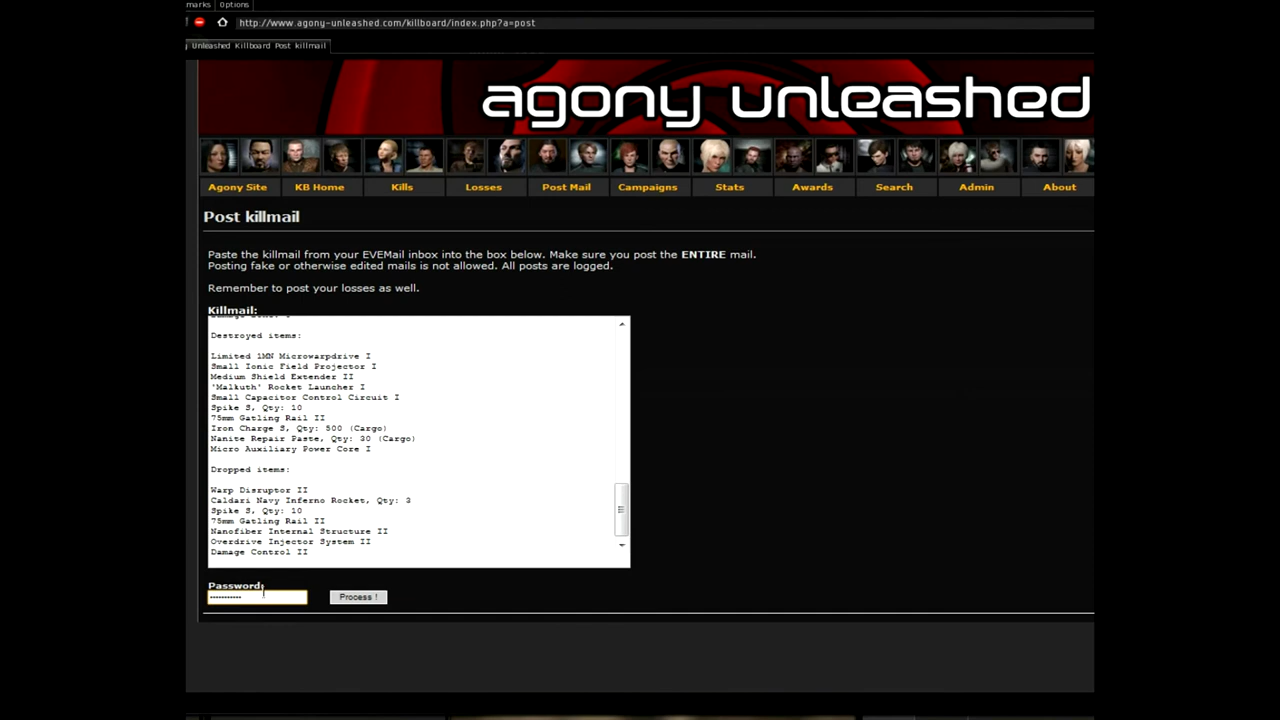 marks Options
http://www.agony-unleashed.com/killboard/index.php?a=post
Unleashed Killboard Post killmail
agony unleashed
Agony Site KB Home Kills Losses Post Mail Campaigns Stats Awards Search Admin About
Post killmail
Paste the killmail from your EVEMail inbox into the box below. Make sure you post the ENTIRE mail.
Posting fake or otherwise edited mails is not allowed. All posts are logged.
Remember to post your losses as well.
Killmail:
Destroyed items:
Limited 1MN Microwarpdrive I
Small Ionic Field Projector I
Medium Shield Extender II
'Malkuth' Rocket Launcher I
Small Capacitor Control Circuit I
Spike S, Qty: 10
75mm Gatling Rail II
Iron Charge S, Qty: 500 (Cargo)
Nanite Repair Paste, Qty: 30 (Cargo)
Micro Auxiliary Power Core I
Dropped items:
Warp Disruptor II
Caldari Navy Inferno Rocket, Qty: 3
Spike S, Qty: 10
75mm Gatling Rail II
Nanofiber Internal Structure II
Overdrive Injector System II
Damage Control II
Password:
Process !